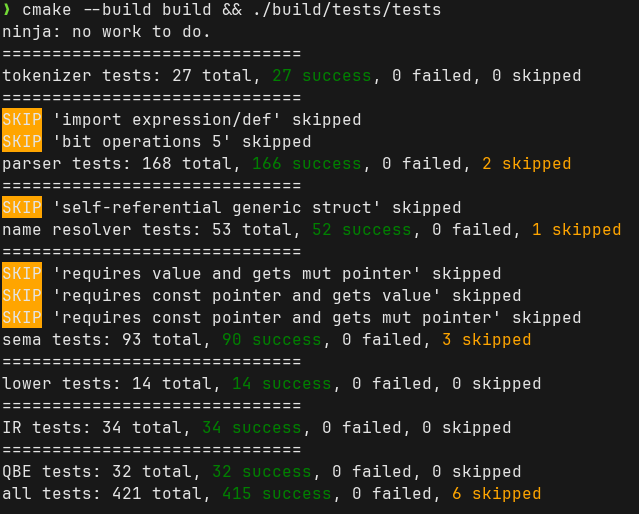 ❯ cmake --build build && ./build/tests/tests
ninja: no work to do.
==============================
tokenizer tests: 27 total, 27 success, 0 failed, 0 skipped
==============================
SKIP 'import expression/def' skipped
SKIP 'bit operations 5' skipped
parser tests: 168 total, 166 success, 0 failed, 2 skipped
==============================
SKIP 'self-referential generic struct' skipped
name resolver tests: 53 total, 52 success, 0 failed, 1 skipped
==============================
SKIP 'requires value and gets mut pointer' skipped
SKIP 'requires const pointer and gets value' skipped
SKIP 'requires const pointer and gets mut pointer' skipped
sema tests: 93 total, 90 success, 0 failed, 3 skipped
==============================
lower tests: 14 total, 14 success, 0 failed, 0 skipped
==============================
IR tests: 34 total, 34 success, 0 failed, 0 skipped
==============================
QBE tests: 32 total, 32 success, 0 failed, 0 skipped
all tests: 421 total, 415 success, 0 failed, 6 skipped